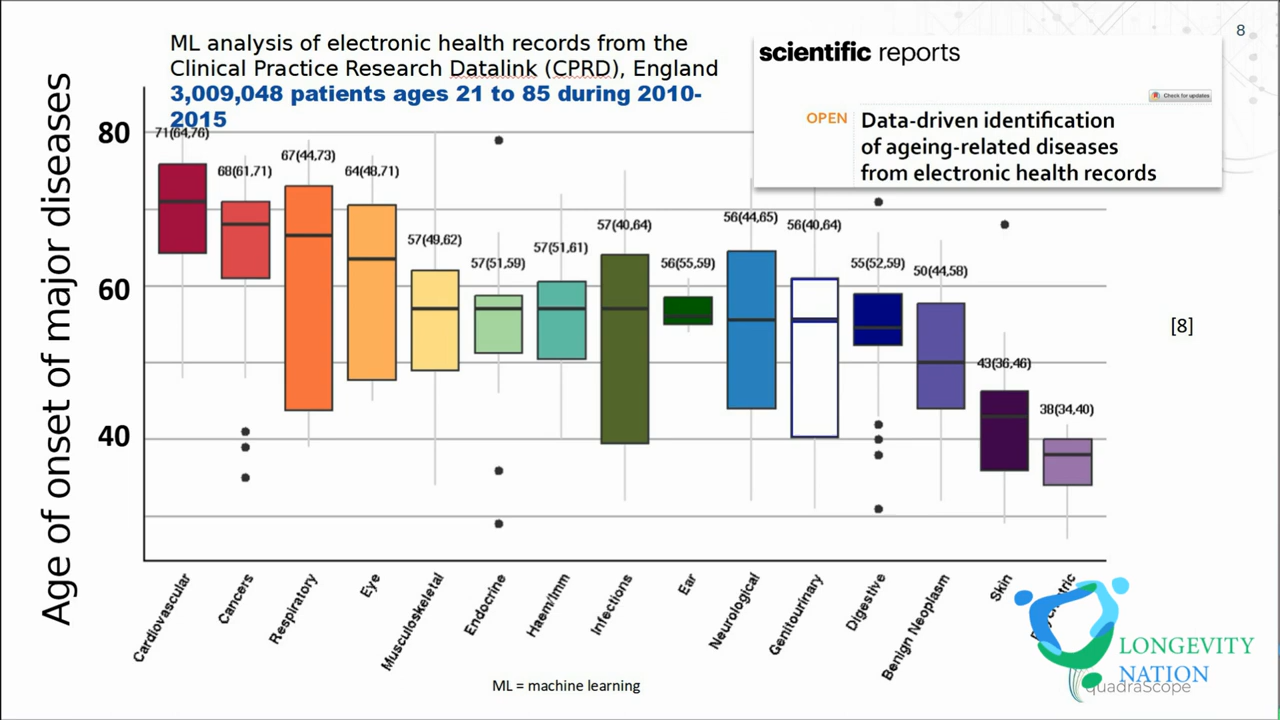 8
ML analysis of electronic health records from the
Clinical Practice Research Datalink (CPRD), England
3,009,048 patients ages 21 to 85 during 2010-
2015
scientific reports
Check for updates
OPEN
Data-driven identification
of ageing-related diseases
from electronic health records
Age of onset of major diseases
80
60
40
71(64,76)
68(61,71)
67(44,73)
64(48,71)
57(49,62)
57(51,59)
57(51,61)
57(40,64)
56(55,59)
56(44,65)
56(40,64)
55(52,59)
50(44,58)
43(36,46)
38(34,40)
[8]
Cardiovascular
Cancers
Respiratory
Eye
Musculoskeletal
Endocrine
Haem/Imm
Infections
Ear
Neurological
Genitourinary
Digestive
Benign Neoplasm
Skin
ML = machine learning
LONGEVITY
NATION
quadraScope